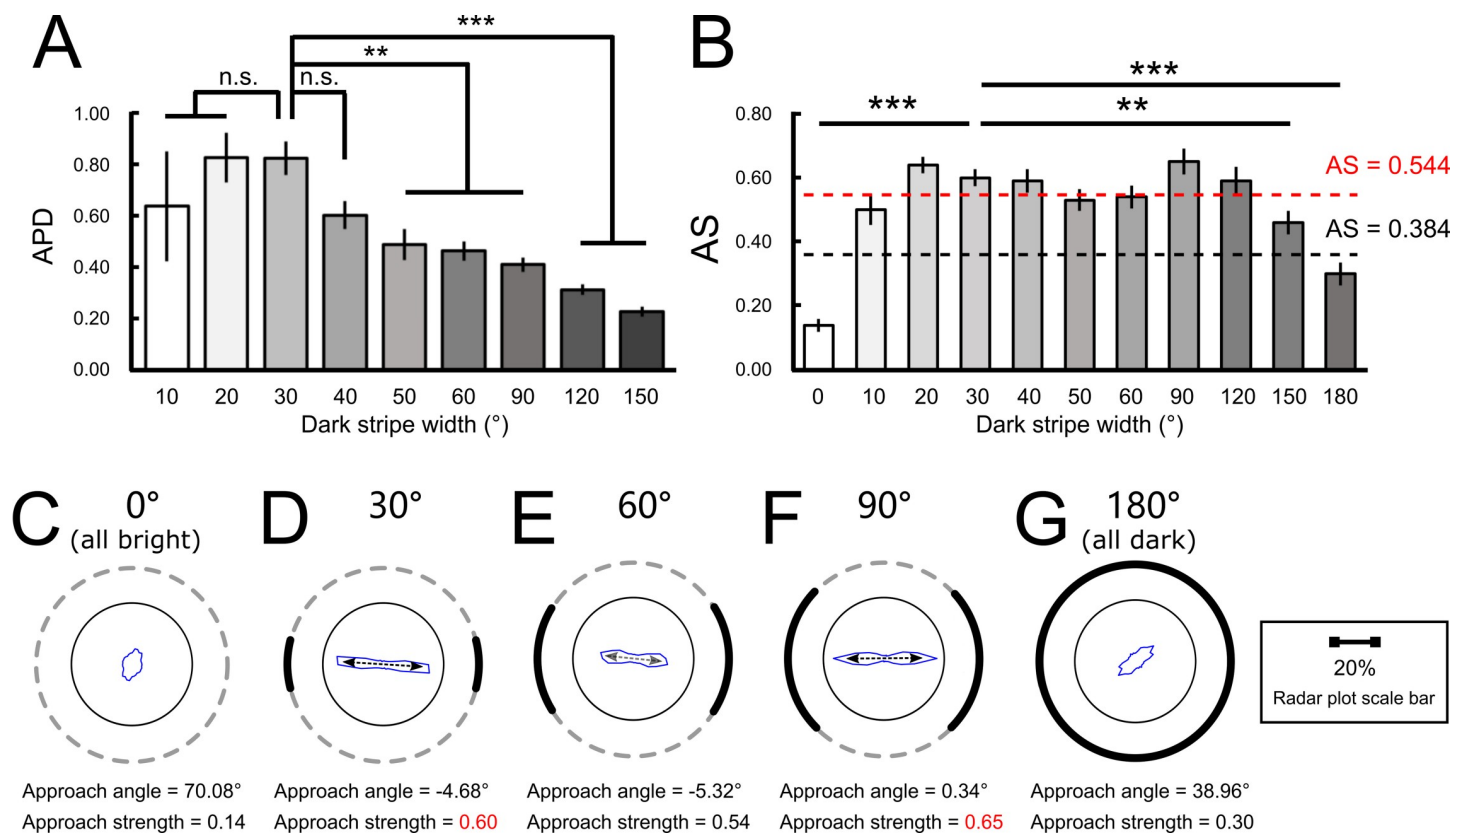 A
***
**
n.s.
n.s.
APD
1.00
0.80
0.60
0.40
0.20
0.00
10 20 30 40 50 60 90 120 150
Dark stripe width (°)
B
***
***
**
AS
0.80
0.60
0.40
0.20
0.00
AS = 0.544
AS = 0.384
0 10 20 30 40 50 60 90 120 150 180
Dark stripe width (°)
C
0°
(all bright)
Approach angle = 70.08°
Approach strength = 0.14
D
30°
Approach angle = -4.68°
Approach strength = 0.60
E
60°
Approach angle = -5.32°
Approach strength = 0.54
F
90°
Approach angle = 0.34°
Approach strength = 0.65
G
180°
(all dark)
Approach angle = 38.96°
Approach strength = 0.30
20%
Radar plot scale bar